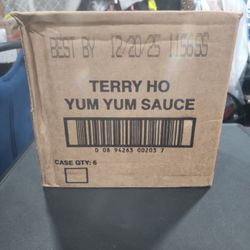 BEST BY 12/20/25 115633
TERRY HO
YUM YUM SAUCE
0 08 94263 00203 7
CASE QTY: 6